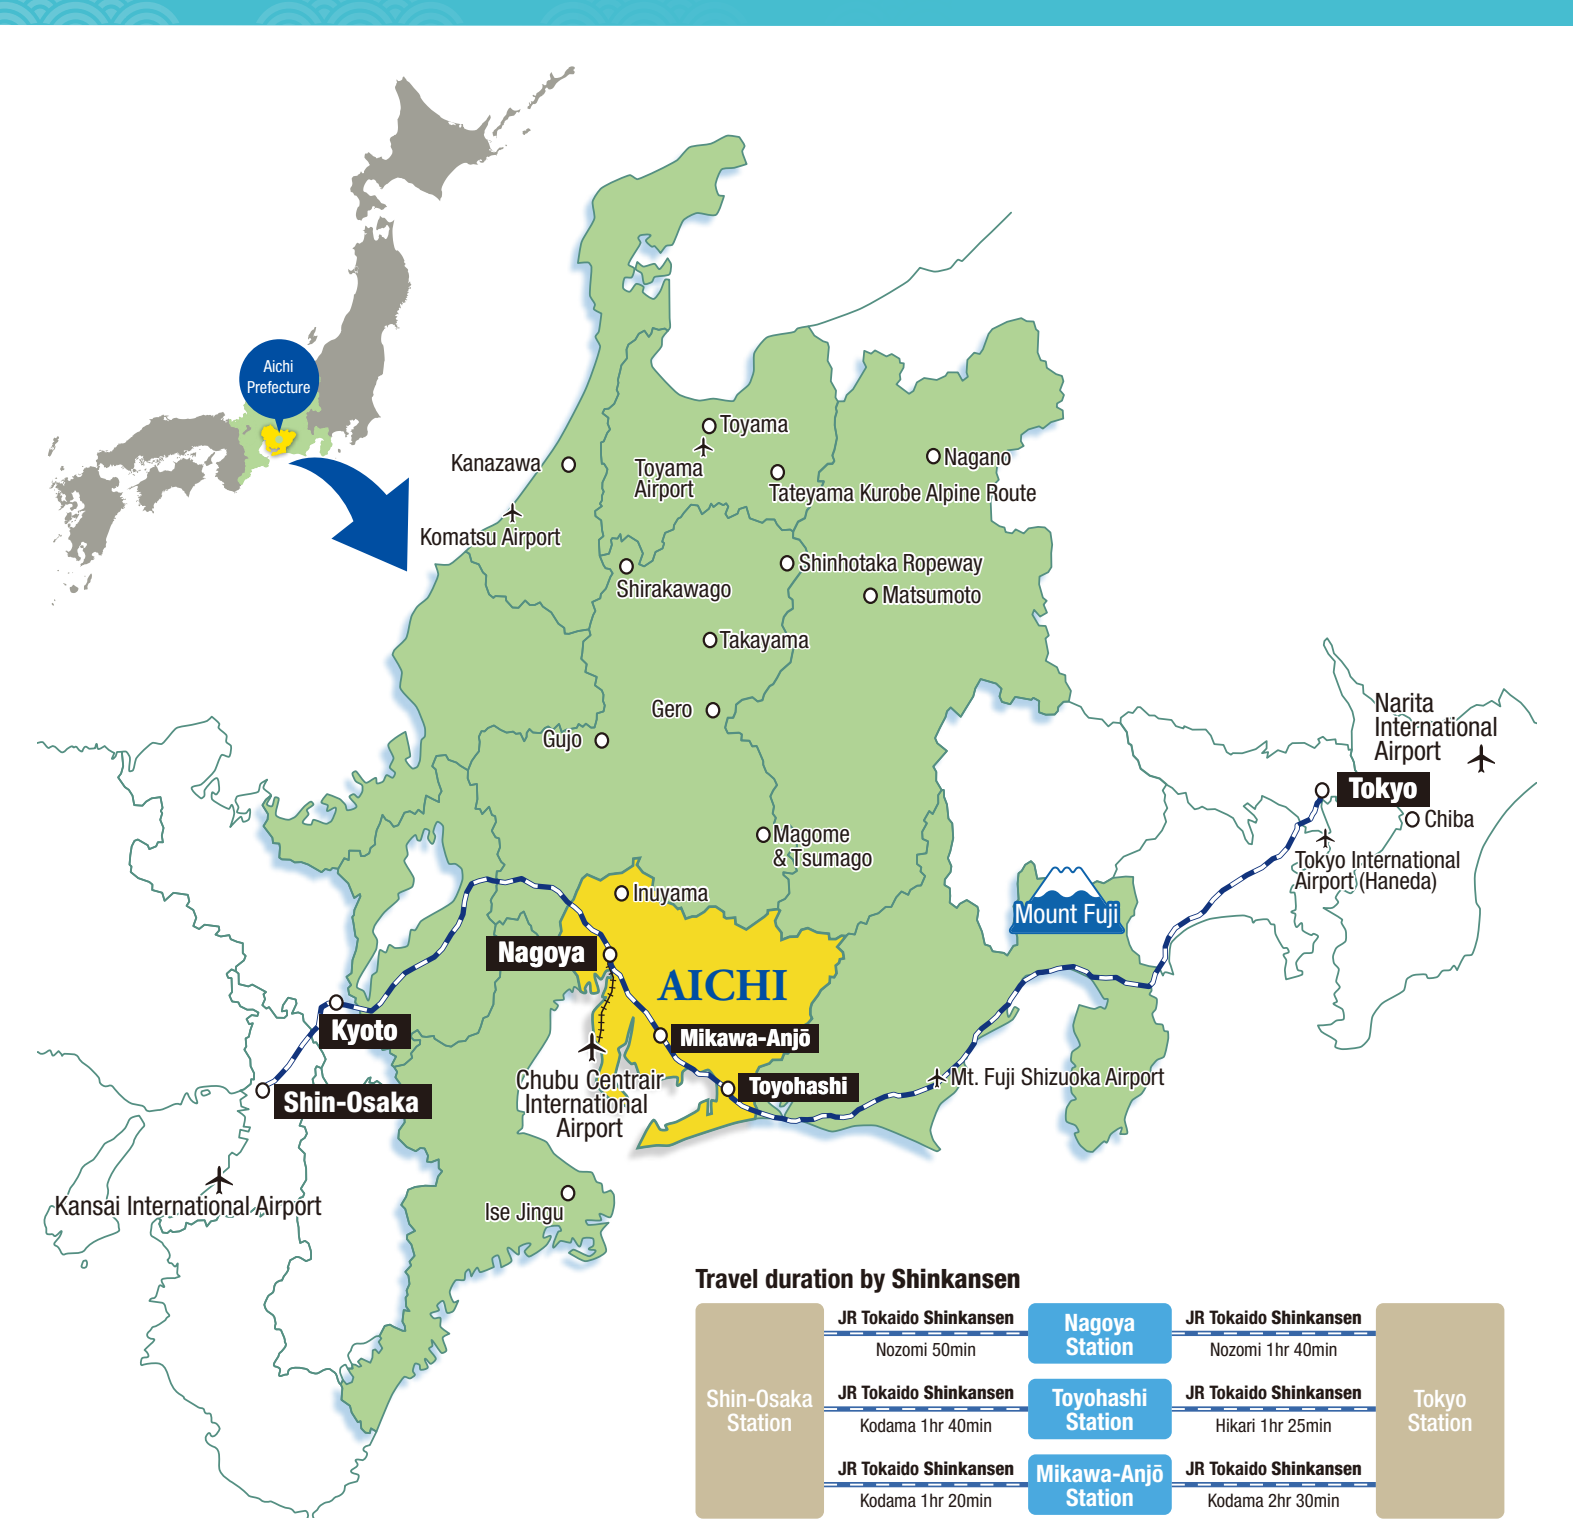 Aichi
Prefecture
Toyama
Toyama
Airport
Kanazawa
Komatsu Airport
Nagano
Tateyama Kurobe Alpine Route
Shinhotaka Ropeway
Shirakawago
Matsumoto
Takayama
Gero
Gujo
Magome
& Tsumago
Narita
International
Airport
Tokyo
Chiba
Tokyo International
Airport (Haneda)
Mount Fuji
Inuyama
Nagoya
AICHI
Kyoto
Mikawa-Anjō
Shin-Osaka
Toyohashi
Chubu Centrair
International
Airport
Mt. Fuji Shizuoka Airport
Kansai International Airport
Ise Jingu
Travel duration by Shinkansen
Shin-Osaka
Station
JR Tokaido Shinkansen
Nozomi 50min
Nagoya
Station
JR Tokaido Shinkansen
Nozomi 1hr 40min
JR Tokaido Shinkansen
Kodama 1hr 40min
Toyohashi
Station
JR Tokaido Shinkansen
Hikari 1hr 25min
JR Tokaido Shinkansen
Kodama 1hr 20min
Mikawa-Anjō
Station
JR Tokaido Shinkansen
Kodama 2hr 30min
Tokyo
Station